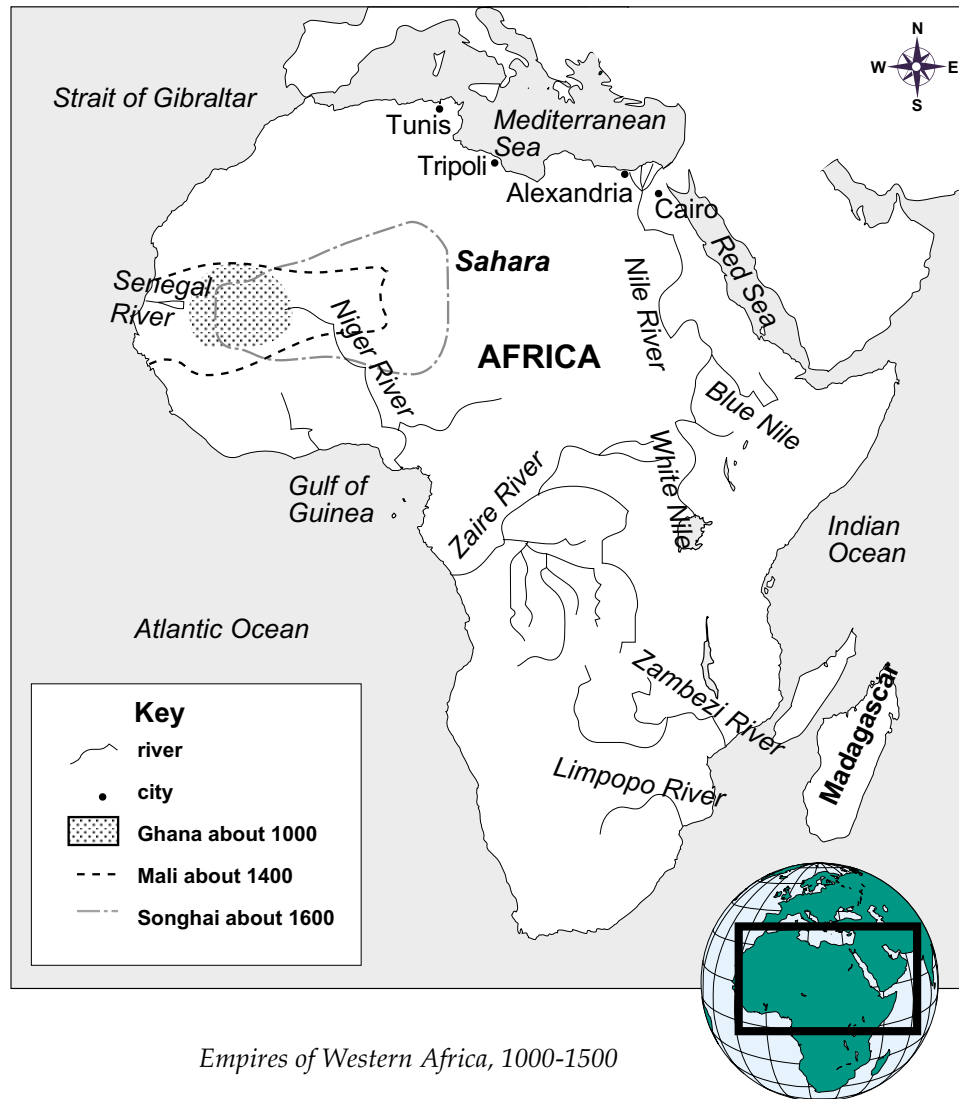 N
W
E
S
Strait of Gibraltar
Tunis
Mediterranean
Sea
Tripoli
Alexandria
Cairo
Red Sea
Sahara
Senegal
River
Niger River
Nile River
AFRICA
Blue Nile
White Nile
Gulf of
Guinea
Zaire River
Indian
Ocean
Atlantic Ocean
Zambezi River
Madagascar
Limpopo River
Key
river
city
Ghana about 1000
Mali about 1400
Songhai about 1600
Empires of Western Africa, 1000-1500